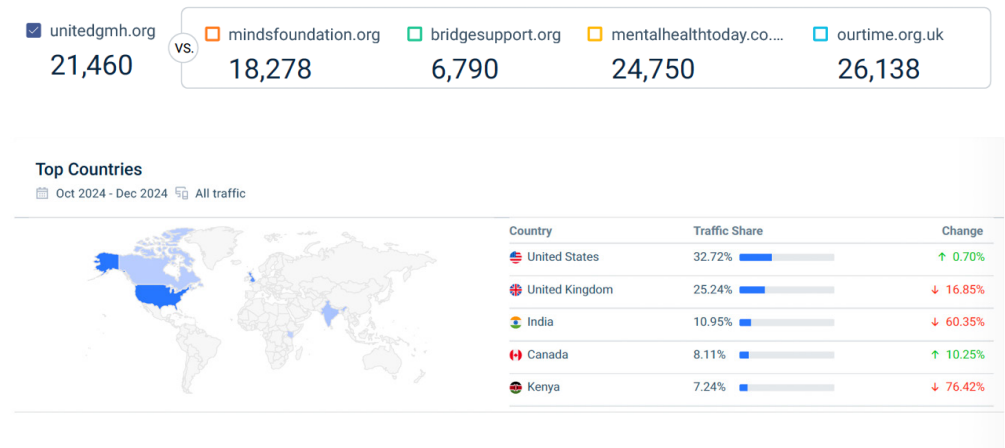 unitedgmh.org
21,460
vs.
mindsfoundation.org
18,278
bridgesupport.org
6,790
mentalhealthtoday.co....
24,750
ourtime.org.uk
26,138
Top Countries
Oct 2024 - Dec 2024 All traffic
Country Traffic Share Change
United States 32.72% ↑ 0.70%
United Kingdom 25.24% ↓ 16.85%
India 10.95% ↓ 60.35%
Canada 8.11% ↑ 10.25%
Kenya 7.24% ↓ 76.42%